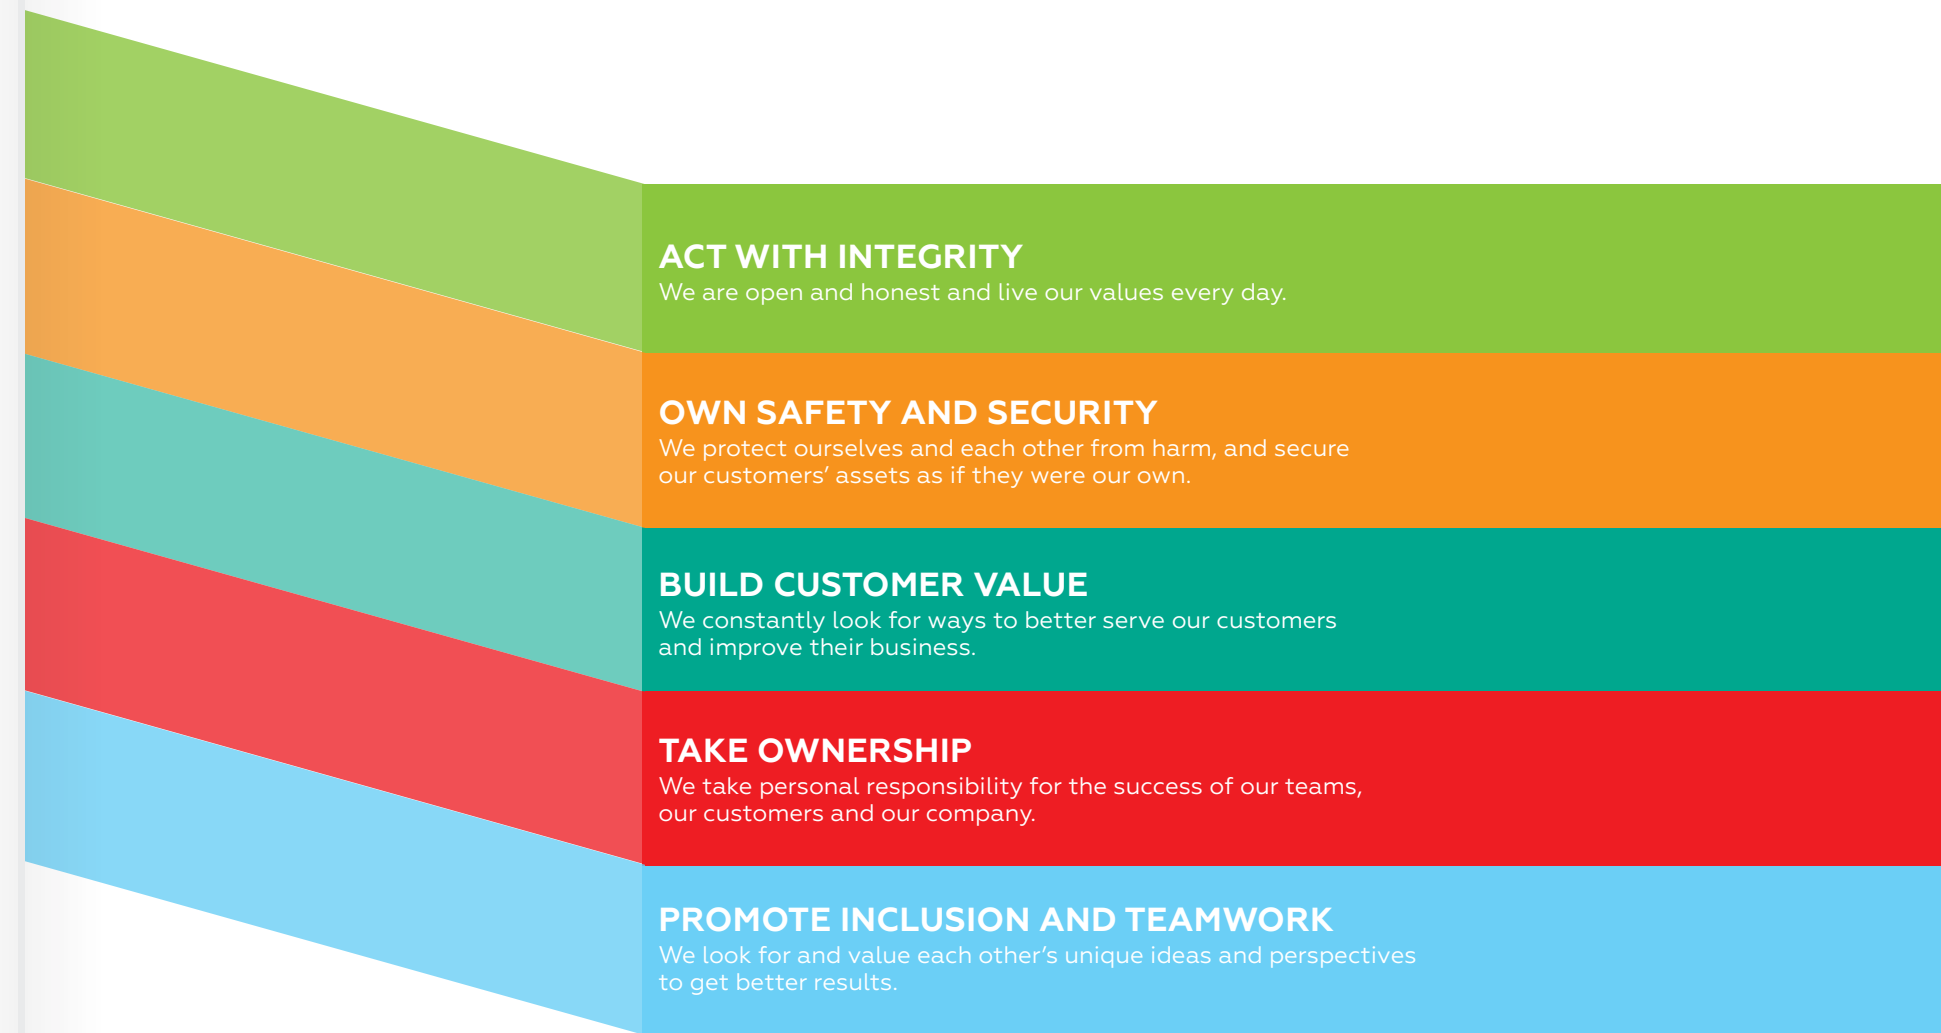 ACT WITH INTEGRITY
We are open and honest and live our values every day.
OWN SAFETY AND SECURITY
We protect ourselves and each other from harm, and secure
our customers’ assets as if they were our own.
BUILD CUSTOMER VALUE
We constantly look for ways to better serve our customers
and improve their business.
TAKE OWNERSHIP
We take personal responsibility for the success of our teams,
our customers and our company.
PROMOTE INCLUSION AND TEAMWORK
We look for and value each other’s unique ideas and perspectives
to get better results.